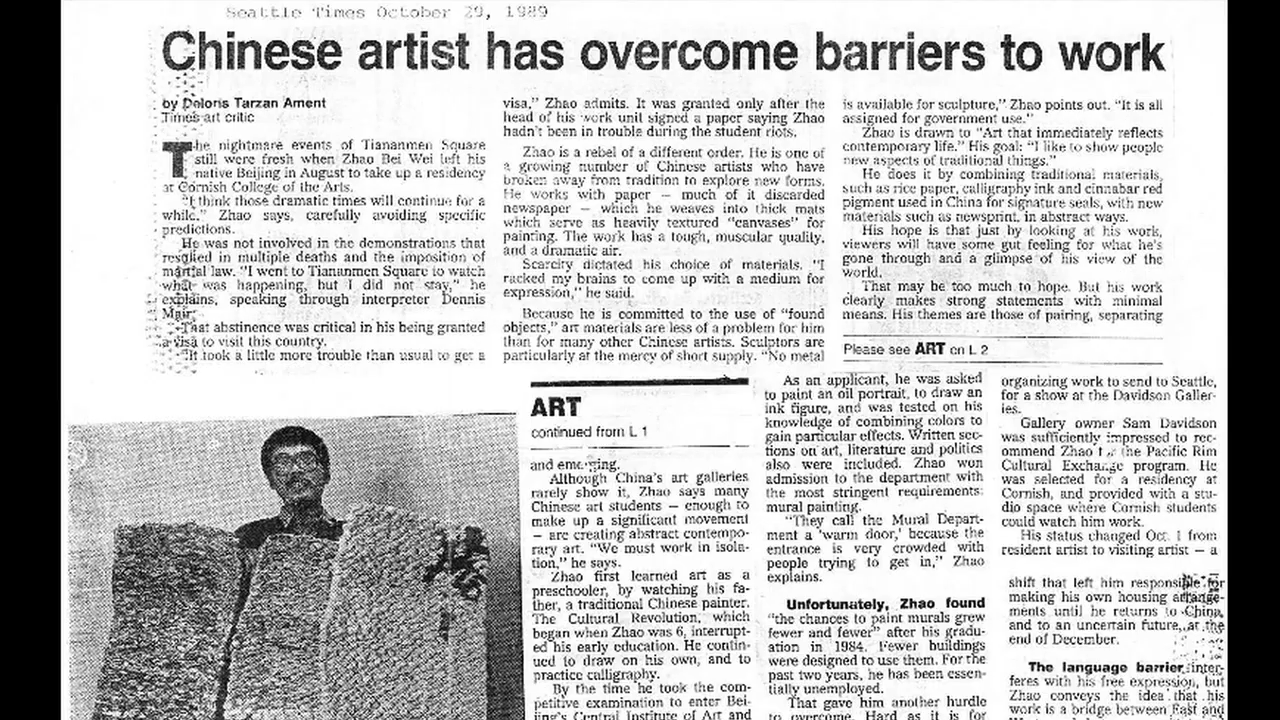 Seattle Times October 29, 1989
Chinese artist has overcome barriers to work
by Deloris Tarzan Ament
Times art critic
The nightmare events of Tiananmen Square
still were fresh when Zhao Bei Wei left his
native Beijing in August to take up a residency
at Cornish College of the Arts.
"I think those dramatic times will continue for a
while," Zhao says, carefully avoiding specific
predictions.
He was not involved in the demonstrations that
resulted in multiple deaths and the imposition of
martial law. "I went to Tiananmen Square to watch
what was happening, but I did not stay," he
explains, speaking through interpreter Dennis
Mair.
That abstinence was critical in his being granted
a visa to visit this country.
"It took a little more trouble than usual to get a
visa," Zhao admits. It was granted only after the
head of his work unit signed a paper saying Zhao
hadn't been in trouble during the student riots.
Zhao is a rebel of a different order. He is one of
a growing number of Chinese artists who have
broken away from tradition to explore new forms.
He works with paper — much of it discarded
newspaper — which he weaves into thick mats
which serve as heavily textured "canvases" for
painting. The work has a tough, muscular quality,
and a dramatic air.
Scarcity dictated his choice of materials. "I
racked my brains to come up with a medium for
expression," he said.
Because he is committed to the use of "found
objects," art materials are less of a problem for him
than for many other Chinese artists. Sculptors are
particularly at the mercy of short supply. "No metal
is available for sculpture," Zhao points out. "It is all
assigned for government use."
Zhao is drawn to "Art that immediately reflects
contemporary life." His goal: "I like to show people
new aspects of traditional things."
He does it by combining traditional materials,
such as rice paper, calligraphy ink and cinnabar red
pigment used in China for signature seals, with new
materials such as newsprint, in abstract ways.
His hope is that just by looking at his work,
viewers will have some gut feeling for what he's
gone through and a glimpse of his view of the
world.
That may be too much to hope. But his work
clearly makes strong statements with minimal
means. His themes are those of pairing, separating
Please see ART on L 2
ART
continued from L 1
and emerging.
Although China's art galleries
rarely show it, Zhao says many
Chinese art students — enough to
make up a significant movement
— are creating abstract contempo-
rary art. "We must work in isola-
tion," he says.
Zhao first learned art as a
preschooler, by watching his fa-
ther, a traditional Chinese painter.
The Cultural Revolution, which
began when Zhao was 6, interrupt-
ed his early education. He contin-
ued to draw on his own, and to
practice calligraphy.
By the time he took the com-
petitive examination to enter Bei-
jing's Central Institute of Art and
As an applicant, he was asked
to paint an oil portrait, to draw an
ink figure, and was tested on his
knowledge of combining colors to
gain particular effects. Written sec-
tions on art, literature and politics
also were included. Zhao won
admission to the department with
the most stringent requirements:
mural painting.
"They call the Mural Depart-
ment a 'warm door,' because the
entrance is very crowded with
people trying to get in," Zhao
explains.
Unfortunately, Zhao found
"the chances to paint murals grew
fewer and fewer" after his gradu-
ation in 1984. Fewer buildings
were designed to use them. For the
past two years, he has been essen-
tially unemployed.
That gave him another hurdle
to overcome. Hard as it is for
organizing work to send to Seattle,
for a show at the Davidson Galler-
ies.
Gallery owner Sam Davidson
was sufficiently impressed to rec-
ommend Zhao for the Pacific Rim
Cultural Exchange program. He
was selected for a residency at
Cornish, and provided with a stu-
dio space where Cornish students
could watch him work.
His status changed Oct. 1 from
resident artist to visiting artist — a
shift that left him responsible for
making his own housing arrange-
ments until he returns to China,
and to an uncertain future, at the
end of December.
The language barrier inter-
feres with his free expression, but
Zhao conveys the idea that his
work is a bridge between East and